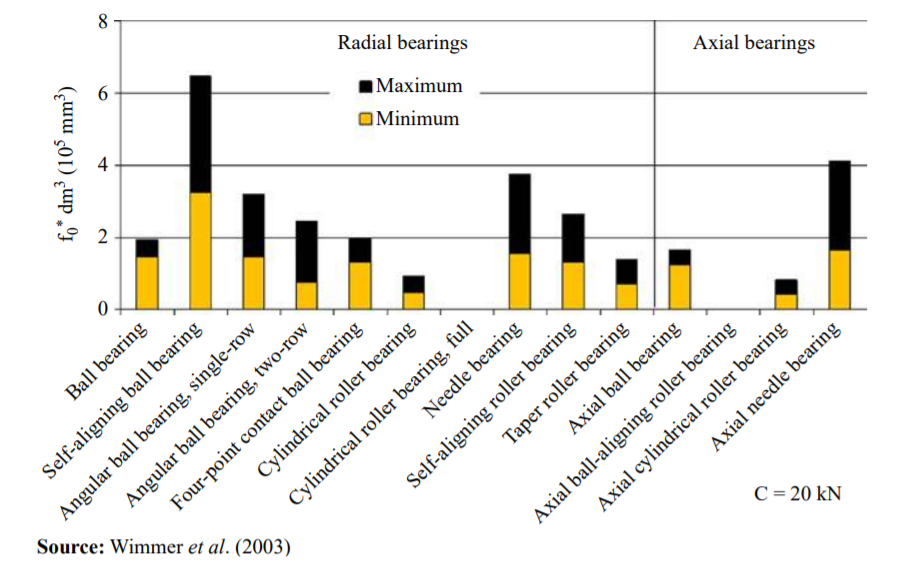 8
6
4
2
0
f₀* dm³ (10⁵ mm³)
Radial bearings
Axial bearings
Maximum
Minimum
Ball bearing
Self-aligning ball bearing
Angular ball bearing, single-row
Angular ball bearing, two-row
Four-point contact ball bearing
Cylindrical roller bearing
Cylindrical roller bearing, full
Needle bearing
Self-aligning roller bearing
Taper roller bearing
Axial ball bearing
Axial ball-aligning roller bearing
Axial cylindrical roller bearing
Axial needle bearing
C = 20 kN
Source: Wimmer et al. (2003)